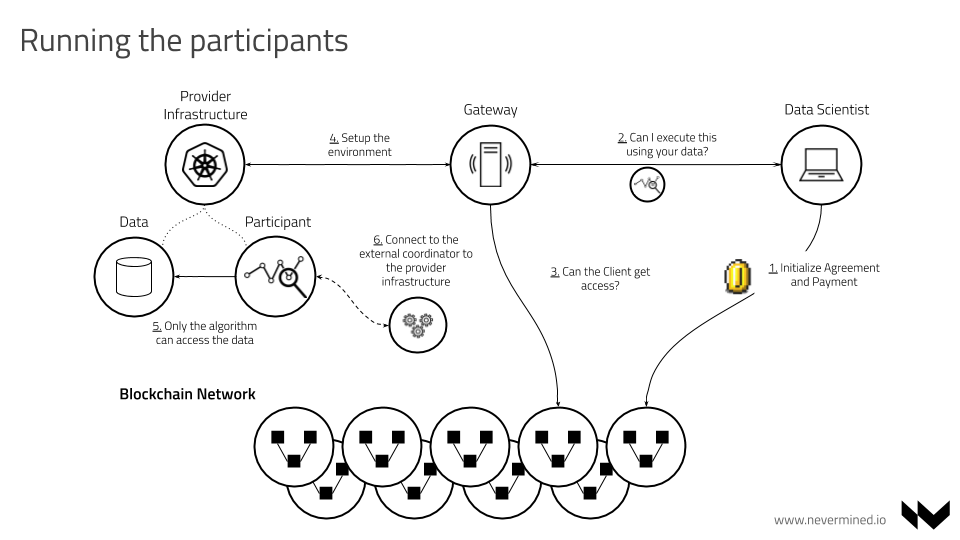 Running the participants
Provider
Infrastructure
Gateway
Data Scientist
4. Setup the
environment
2. Can I execute this
using your data?
Data
Participant
6. Connect to the
external coordinator to
the provider
infrastructure
3. Can the Client get
access?
1. Initialize Agreement
and Payment
5. Only the algorithm
can access the data
Blockchain Network
www.nevermined.io